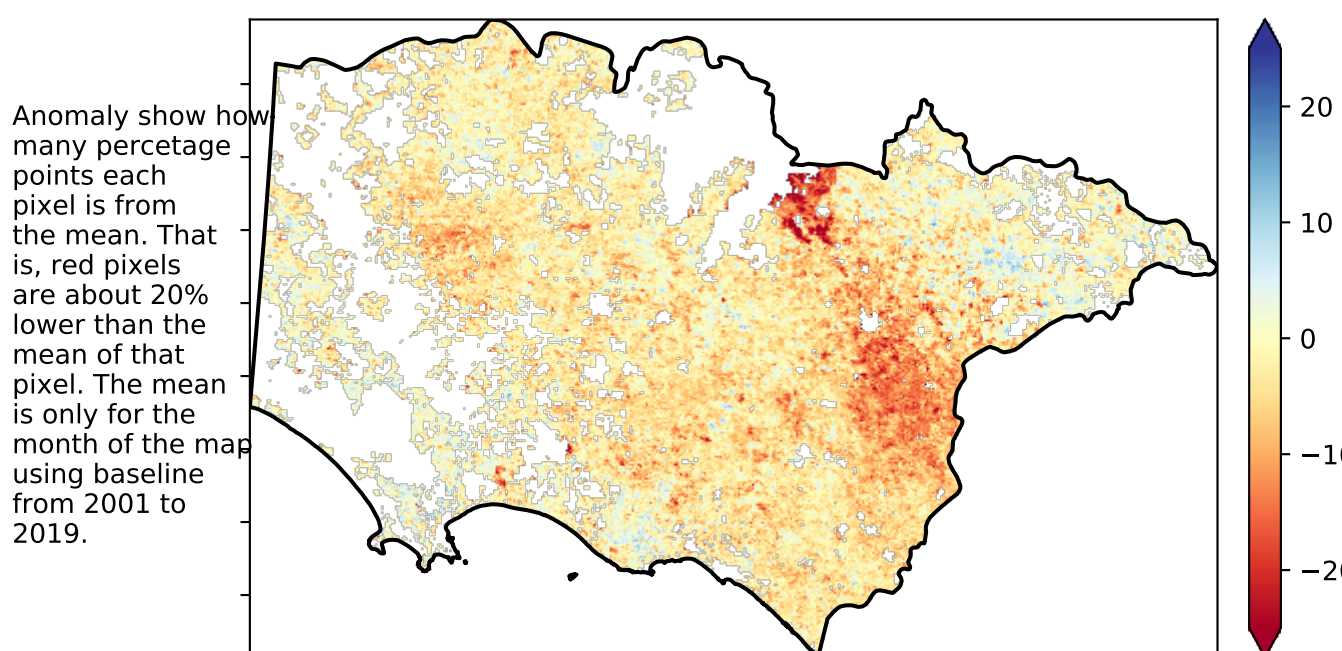 Anomaly show how
many percetage
points each
pixel is from
the mean. That
is, red pixels
are about 20%
lower than the
mean of that
pixel. The mean
is only for the
month of the map
using baseline
from 2001 to
2019.
20
10
0
−10
−20